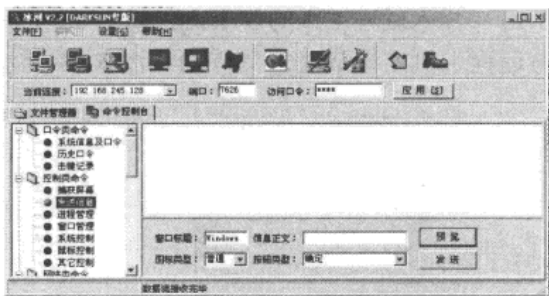 冰河 V2.2 [DARKSUN专版]
文件[F] 设置[G] 帮助[H]
当前连接： 192.168.245.128 端口： 7626 访问口令： **** 应用(S)
文件管理器 命令控制台
口令类命令
系统信息及口令
历史口令
击键记录
控制类命令
捕获屏幕
发送信息
进程管理
窗口管理
系统控制
鼠标控制
其它控制
网络类命令
窗口标题： Windows 信息正文： 预览
图标类型： 普通 按钮类型： 确定 发送
数据接收完毕